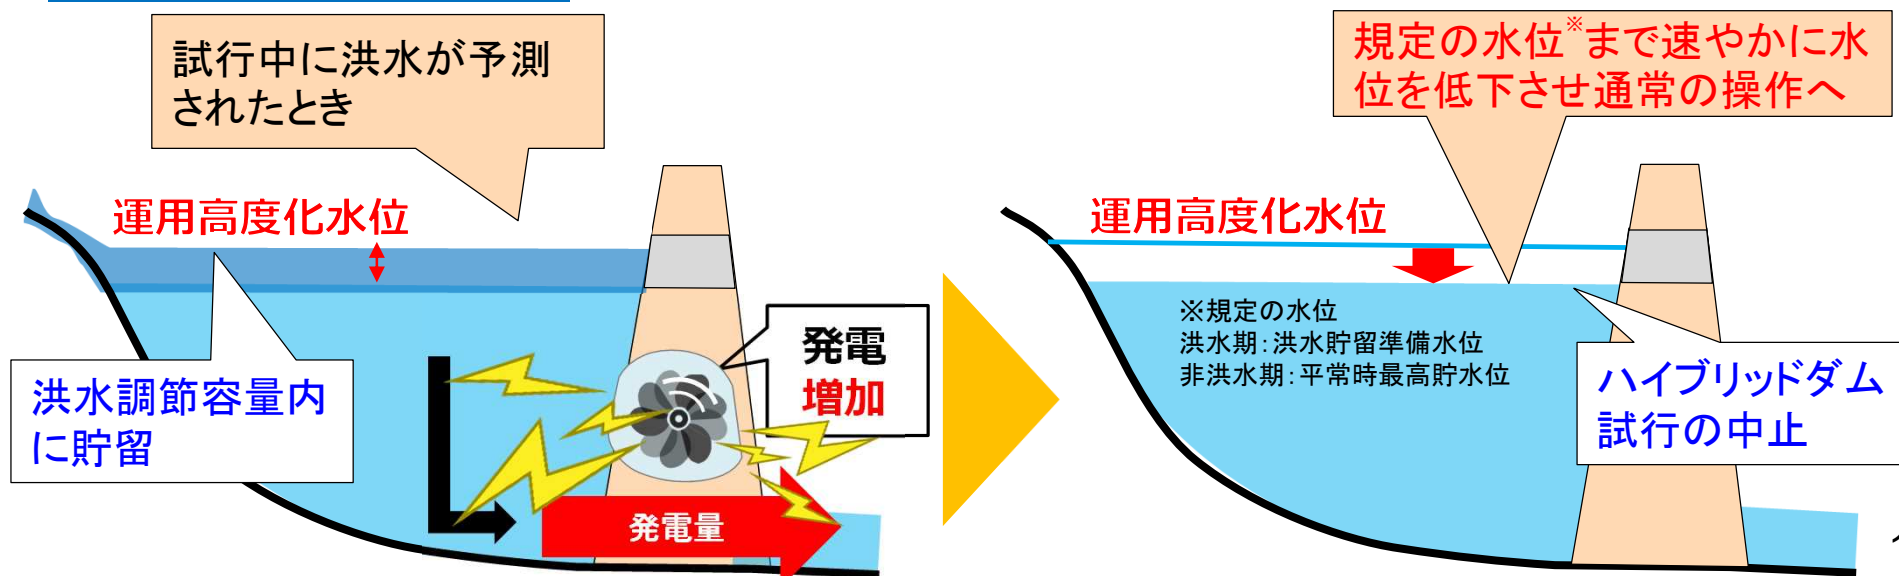 試行中に洪水が予測
されたとき
運用高度化水位
洪水調節容量内
に貯留
発電
増加
発電量
規定の水位※まで速やかに水
位を低下させ通常の操作へ
運用高度化水位
※規定の水位
洪水期：洪水貯留準備水位
非洪水期：平常時最高貯水位
ハイブリッドダム
試行の中止